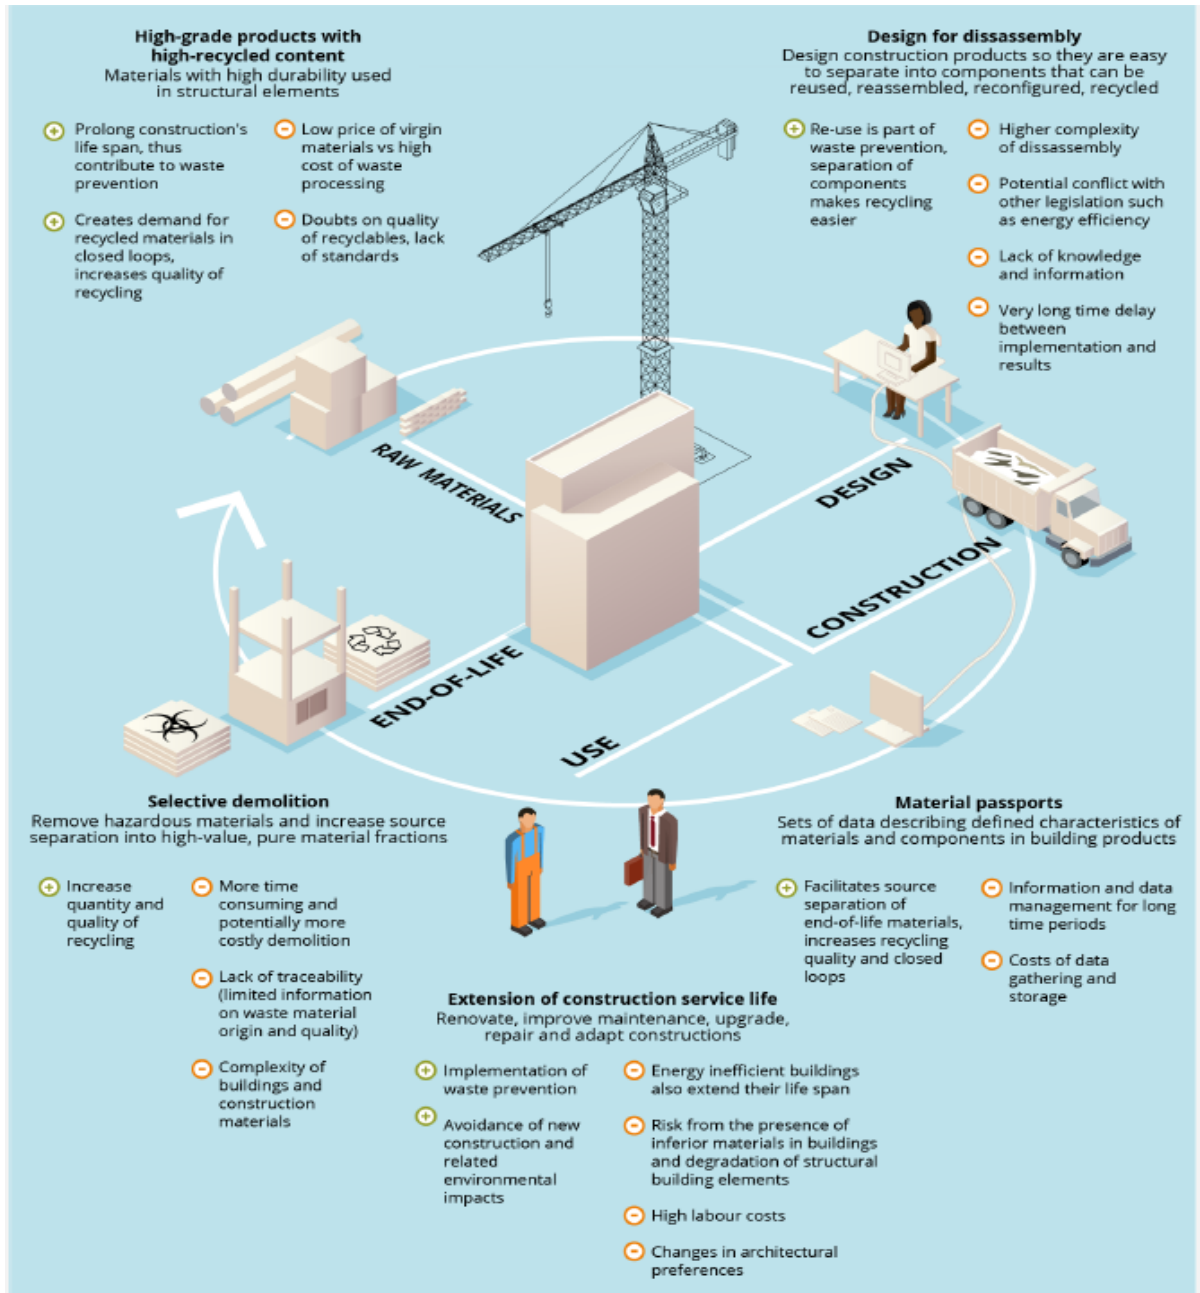 High-grade products with
high-recycled content
Materials with high durability used
in structural elements
Prolong construction's
life span, thus
contribute to waste
prevention
Creates demand for
recycled materials in
closed loops,
increases quality of
recycling
Low price of virgin
materials vs high
cost of waste
processing
Doubts on quality
of recyclables, lack
of standards
Design for dissassembly
Design construction products so they are easy
to separate into components that can be
reused, reassembled, reconfigured, recycled
Re-use is part of
waste prevention,
separation of
components
makes recycling
easier
Higher complexity
of dissassembly
Potential conflict with
other legislation such
as energy efficiency
Lack of knowledge
and information
Very long time delay
between
implementation and
results
RAW MATERIALS
DESIGN
CONSTRUCTION
END-OF-LIFE
USE
Selective demolition
Remove hazardous materials and increase source
separation into high-value, pure material fractions
Increase
quantity and
quality of
recycling
More time
consuming and
potentially more
costly demolition
Lack of traceability
(limited information
on waste material
origin and quality)
Complexity of
buildings and
construction
materials
Material passports
Sets of data describing defined characteristics of
materials and components in building products
Facilitates source
separation of
end-of-life materials,
increases recycling
quality and closed
loops
Information and data
management for long
time periods
Costs of data
gathering and
storage
Extension of construction service life
Renovate, improve maintenance, upgrade,
repair and adapt constructions
Implementation of
waste prevention
Avoidance of new
construction and
related
environmental
impacts
Energy inefficient buildings
also extend their life span
Risk from the presence of
inferior materials in buildings
and degradation of structural
building elements
High labour costs
Changes in architectural
preferences